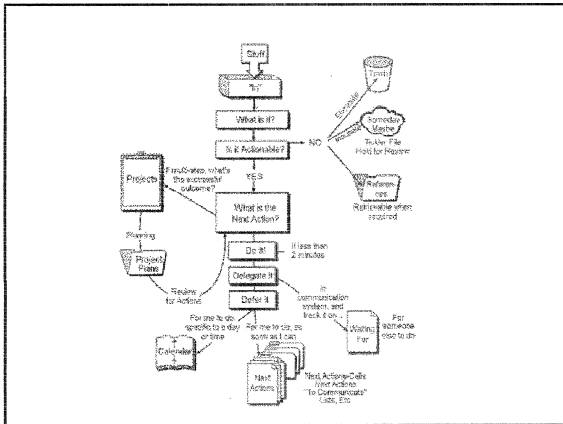 Stuff
"In"
What is it?
Is it Actionable?
NO
Eliminate
Trash
Someday
Maybe
Tickler File
Hold for Review
References
Retrievable when
required
YES
Projects
If multi-step, what's
the successful
outcome?
What is the
Next Action?
Planning
Project
Plans
Review
for Actions
Do It!
If less than
2 minutes
Delegate It
In
communication
system, and
track it on...
Defer It
Waiting
For
For
someone
else to do
For me to do,
specific to a day
or time
For me to do, as
soon as I can
Calendar
Next
Actions
Next Actions-Calls
Next Actions
"To Communicate"
Lists, Etc.